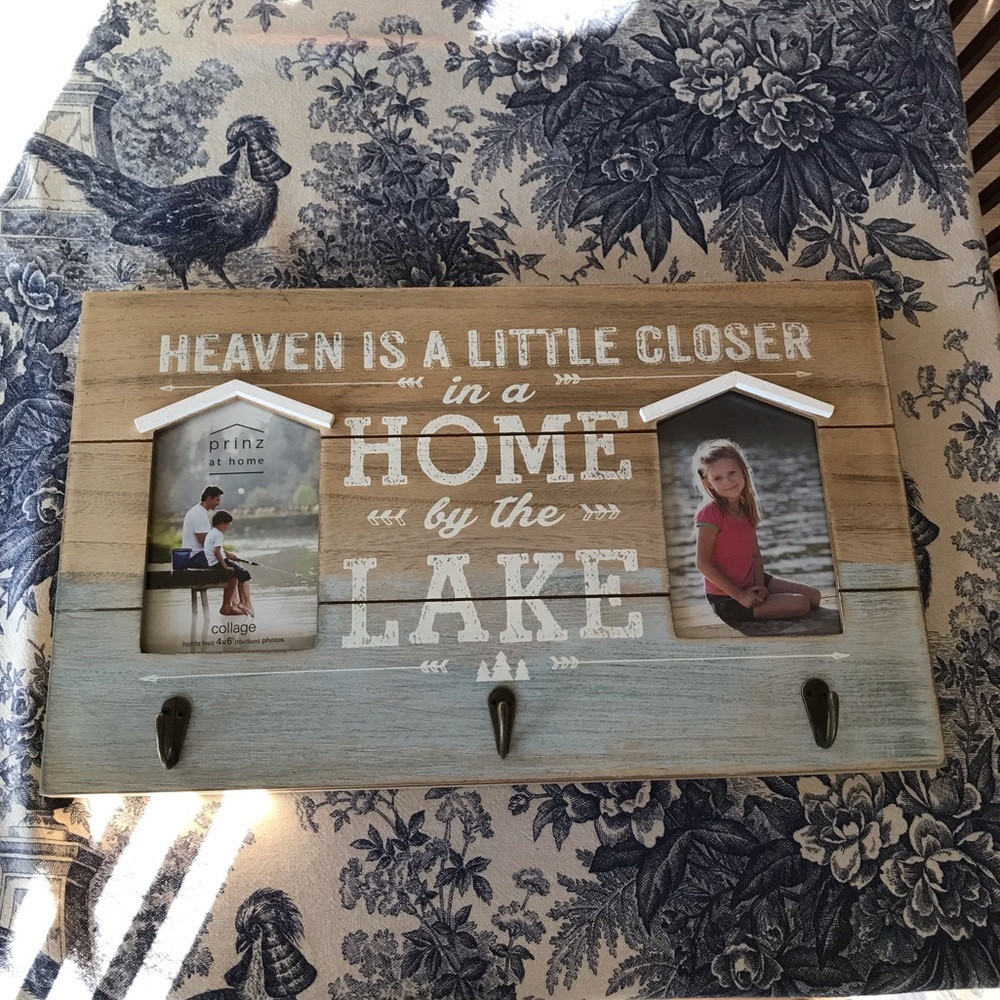 HEAVEN IS A LITTLE CLOSER
in a
HOME
by the
LAKE
prinz
at home
collage
holds two 4x6" (10x15cm) photos